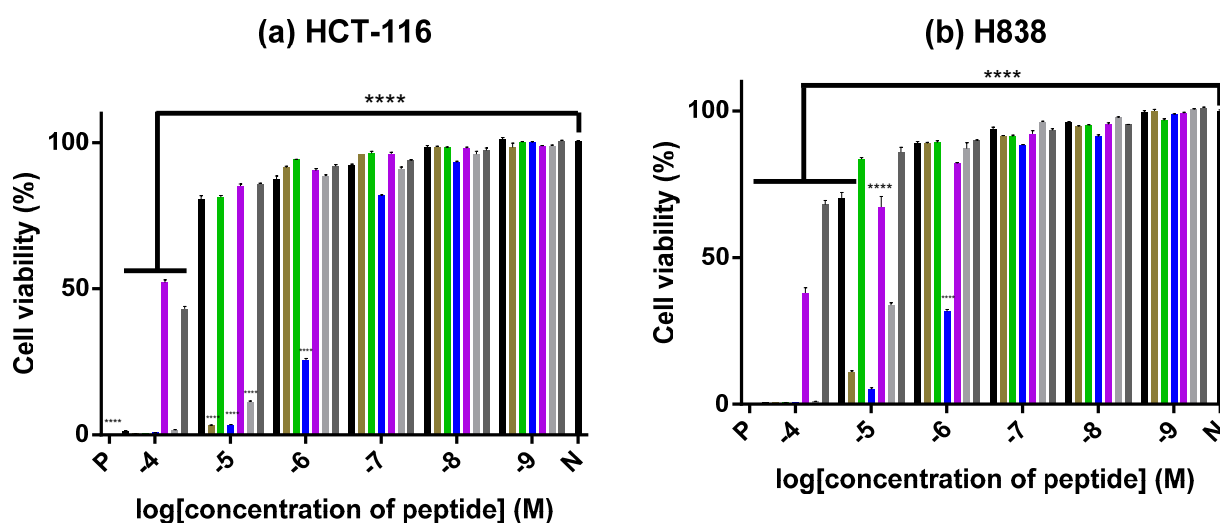 (a) HCT-116
****
100
50
0
Cell viability (%)
****
****
****
****
****
P
-4
-5
-6
-7
-8
-9
N
log[concentration of peptide] (M)
(b) H838
****
100
50
0
Cell viability (%)
****
****
P
-4
-5
-6
-7
-8
-9
N
log[concentration of peptide] (M)